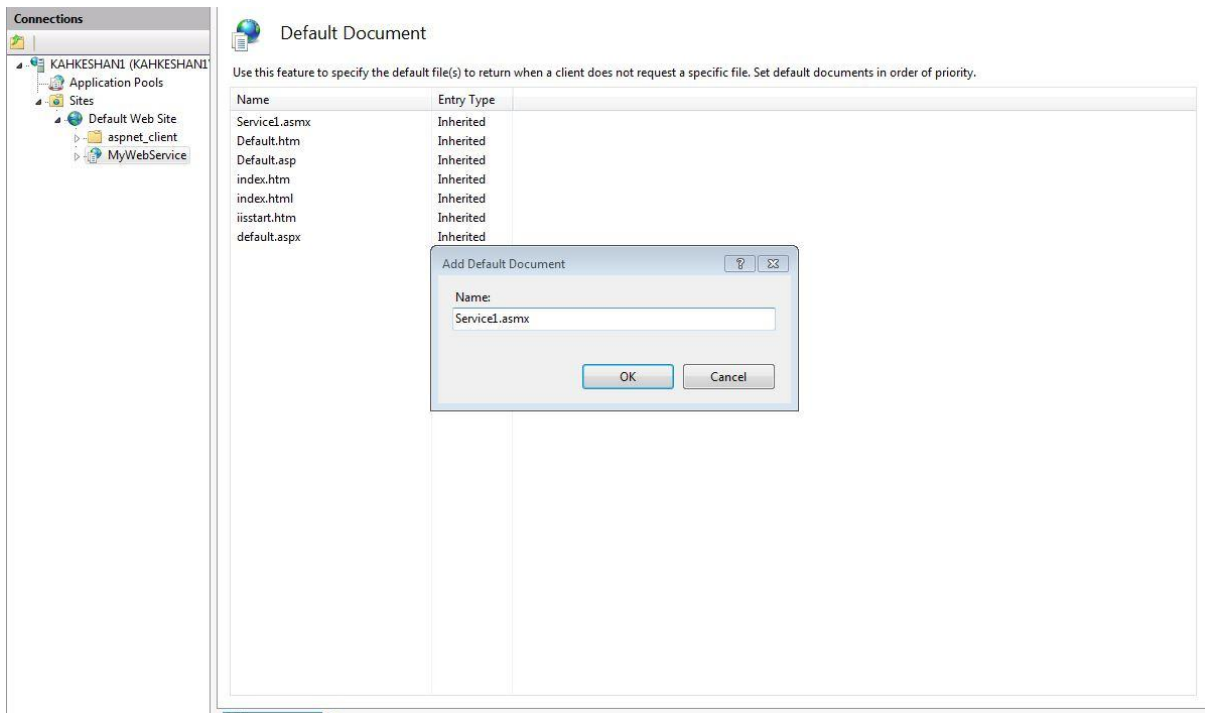 Connections
KAHKESHAN1 (KAHKESHAN1\
Application Pools
Sites
Default Web Site
aspnet_client
MyWebService
Default Document
Use this feature to specify the default file(s) to return when a client does not request a specific file. Set default documents in order of priority.
Name Entry Type
Service1.asmx Inherited
Default.htm Inherited
Default.asp Inherited
index.htm Inherited
index.html Inherited
iisstart.htm Inherited
default.aspx Inherited
Add Default Document
Name:
Service1.asmx
OK Cancel